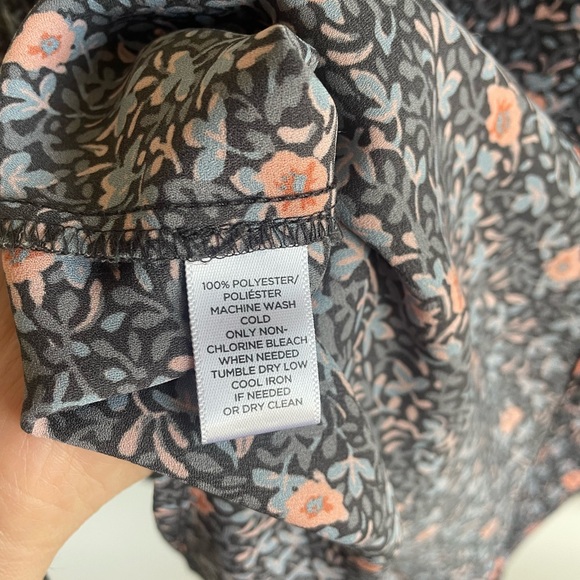 100% POLYESTER/
POLIÉSTER
MACHINE WASH
COLD
ONLY NON-
CHLORINE BLEACH
WHEN NEEDED
TUMBLE DRY LOW
COOL IRON
IF NEEDED
OR DRY CLEAN